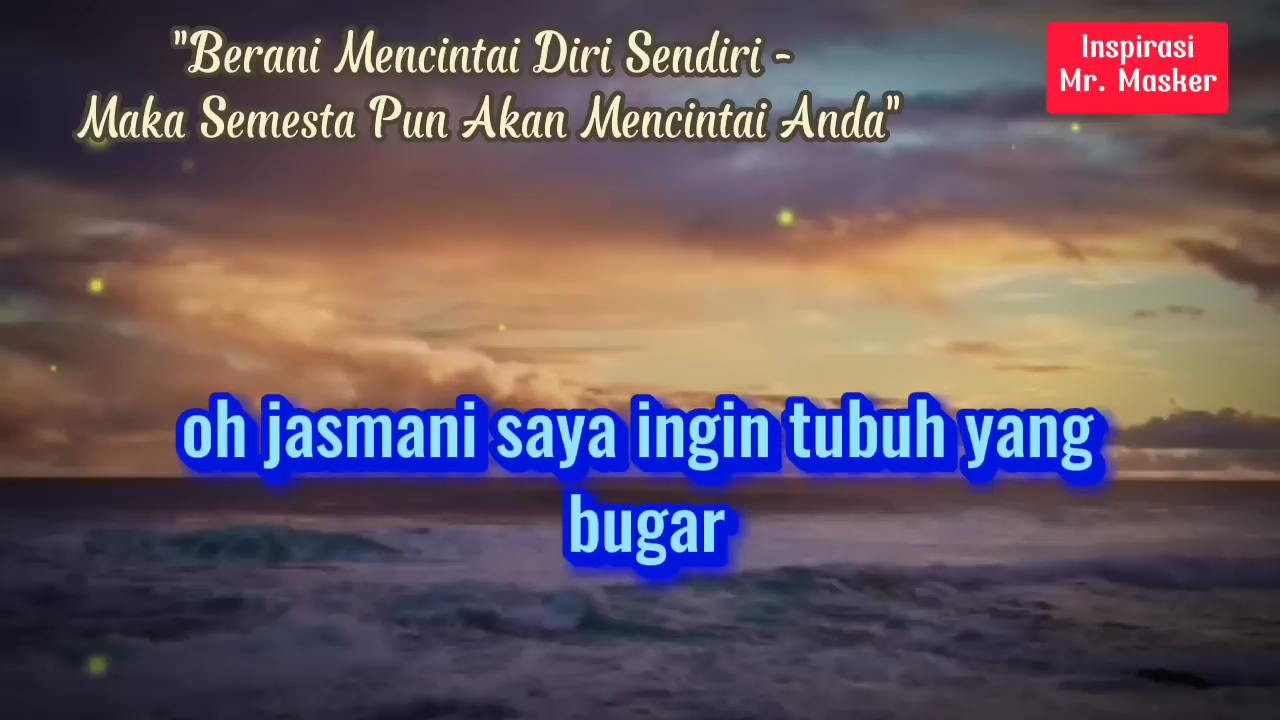 "Berani Mencintai Diri Sendiri -
Maka Semesta Pun Akan Mencintai Anda"
Inspirasi
Mr. Masker
oh jasmani saya ingin tubuh yang
bugar